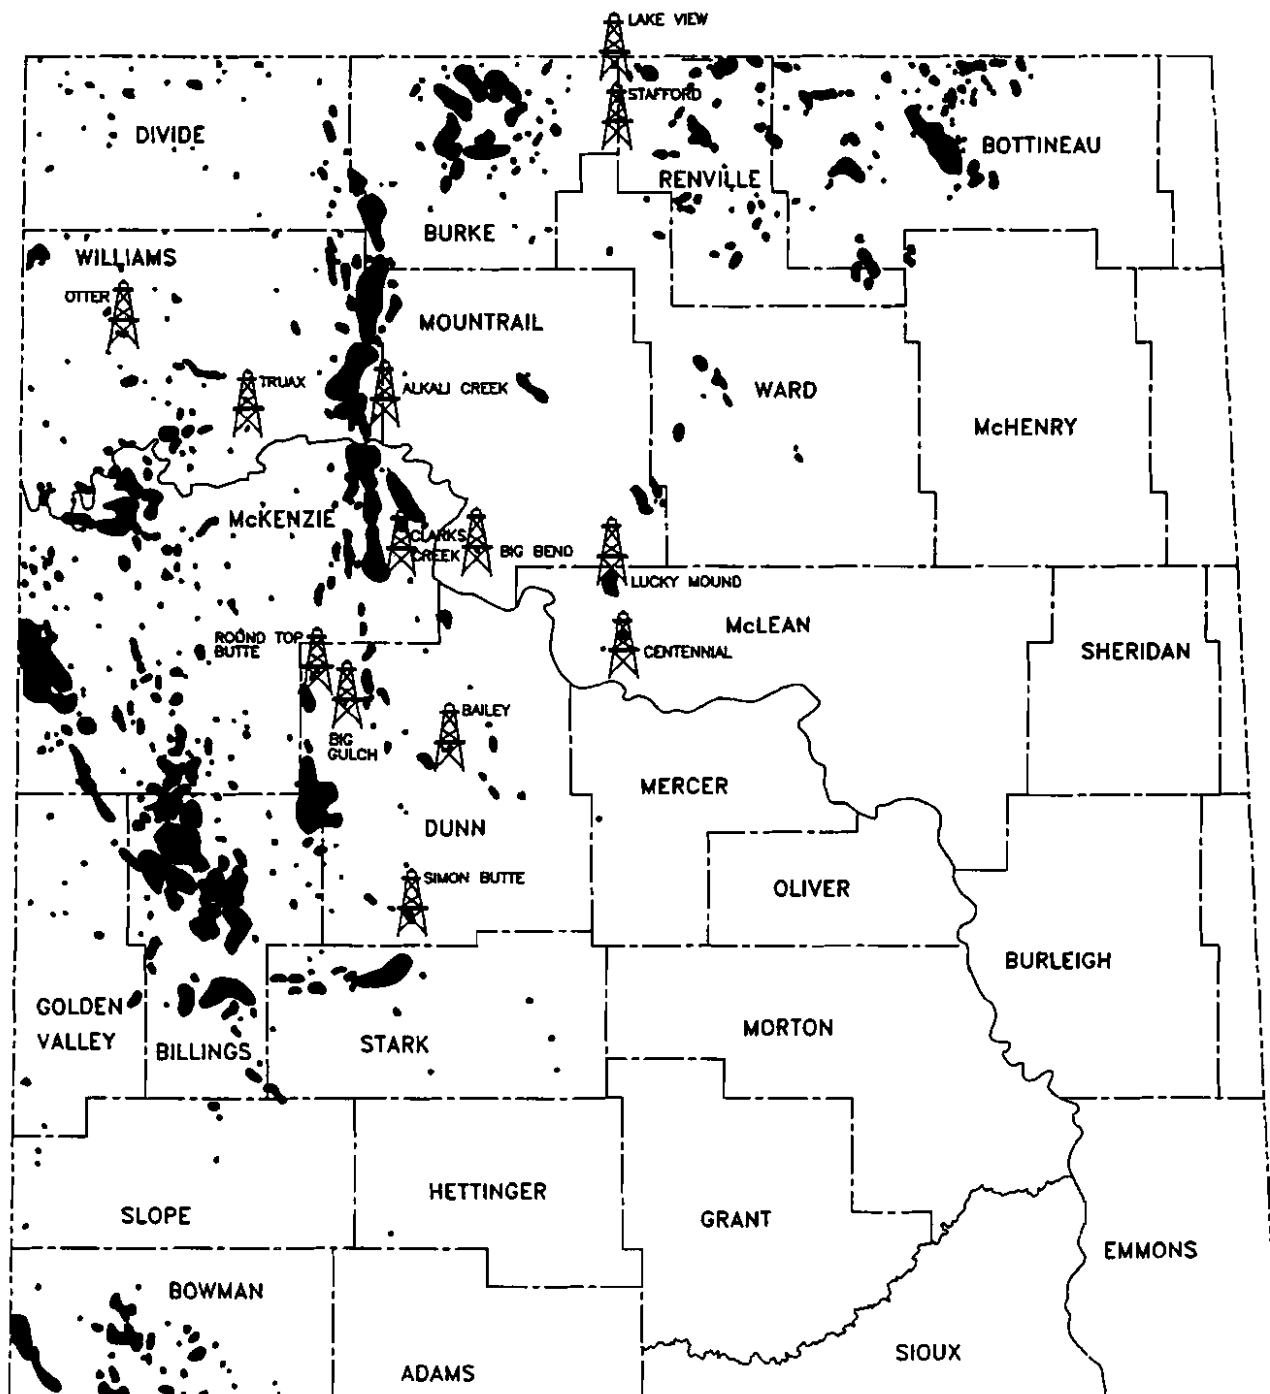 LAKE VIEW
STAFFORD
DIVIDE
BOTTINEAU
RENVILLE
BURKE
WILLIAMS
OTTER
MOUNTRAIL
TRUAX
ALKALI CREEK
WARD
McHENRY
McKENZIE
CLARKS
CREEK
BIG BEND
LUCKY MOUND
McLEAN
ROUND TOP
BUTTE
CENTENNIAL
SHERIDAN
BAILEY
BIG
GULCH
MERCER
DUNN
SIMON BUTTE
OLIVER
BURLEIGH
GOLDEN
VALLEY
BILLINGS
STARK
MORTON
HETTINGER
SLOPE
GRANT
EMMONS
BOWMAN
SIOUX
ADAMS